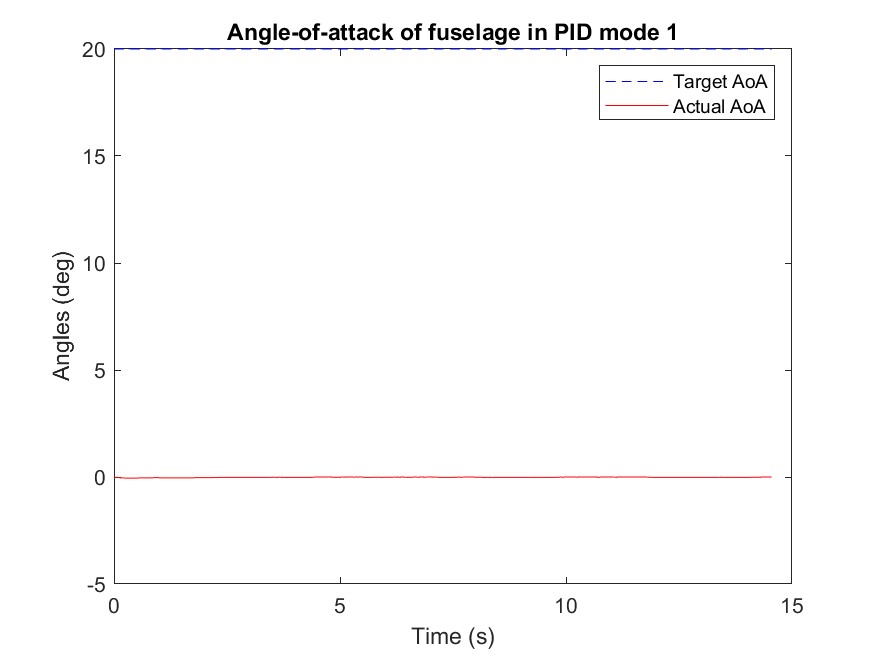 Angle-of-attack of fuselage in PID mode 1
20
Target AoA
Actual AoA
15
10
Angles (deg)
5
0
-5
0 5 10 15
Time (s)